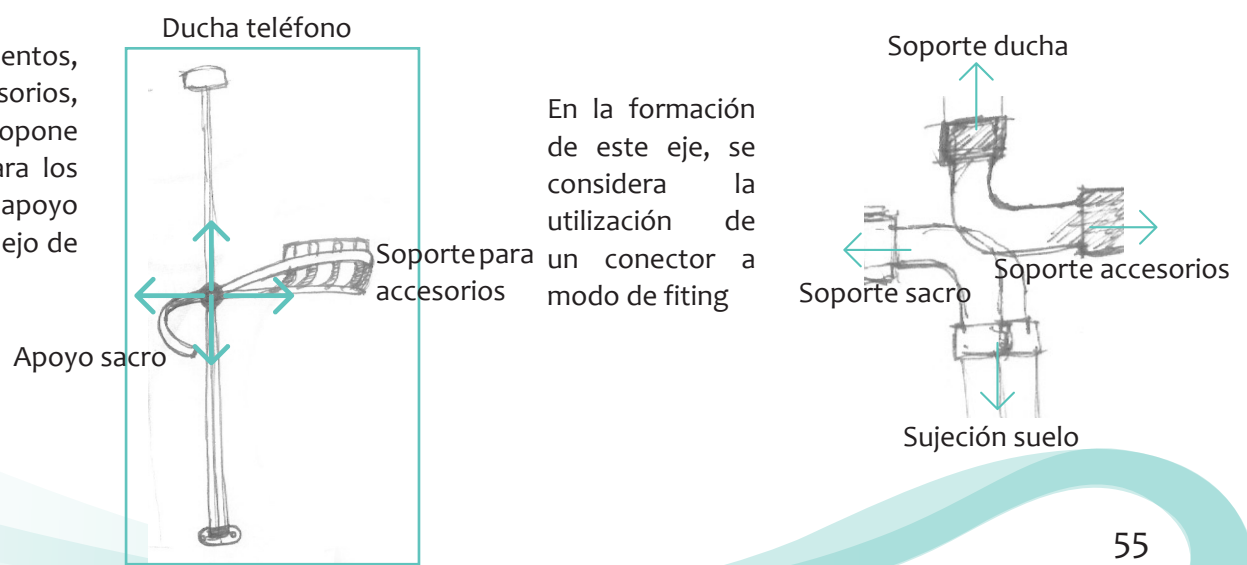 entos,
sorios,
opone
ara los
apoyo
ejo de
Ducha teléfono
Soporte para
accesorios
Apoyo sacro
En la formación
de este eje, se
considera la
utilización de
un conector a
modo de fiting
Soporte ducha
Soporte accesorios
Soporte sacro
Sujeción suelo
55